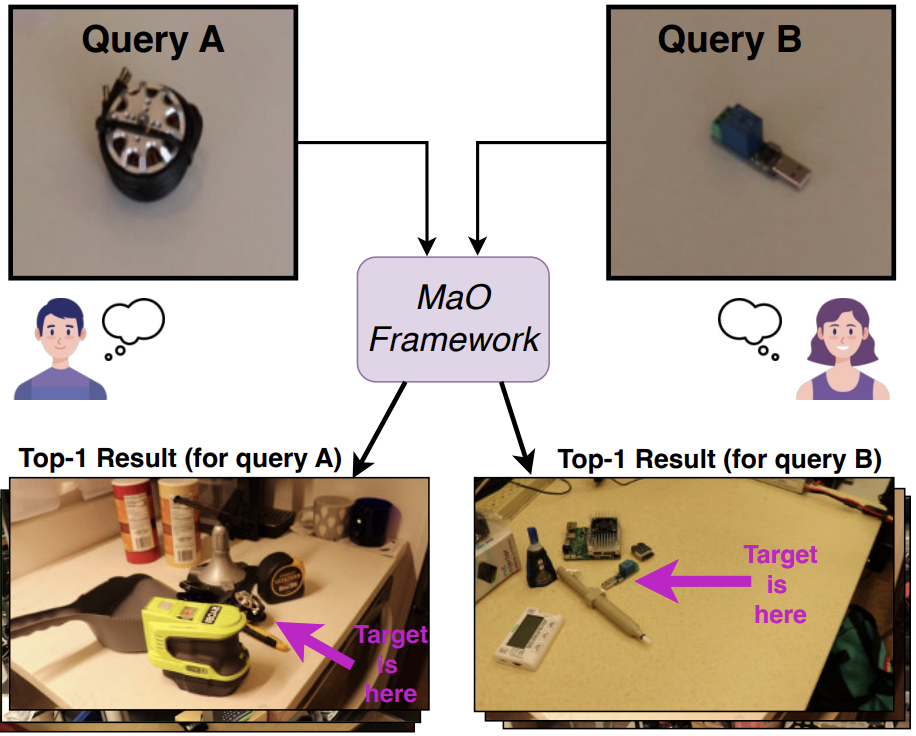 Query A
Query B
MaO
Framework
Top-1 Result (for query A)
Top-1 Result (for query B)
Target
is
here
Target
is
here